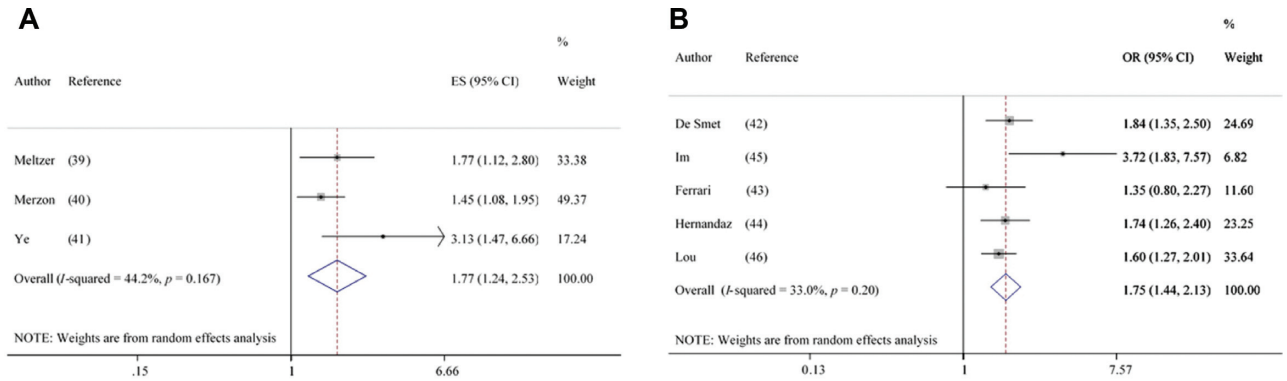 A
%
Author Reference ES (95% CI) Weight
Meltzer (39) 1.77 (1.12, 2.80) 33.38
Merzon (40) 1.45 (1.08, 1.95) 49.37
Ye (41) 3.13 (1.47, 6.66) 17.24
Overall (I-squared = 44.2%, p = 0.167) 1.77 (1.24, 2.53) 100.00
NOTE: Weights are from random effects analysis
.15 1 6.66
B
%
Author Reference OR (95% CI) Weight
De Smet (42) 1.84 (1.35, 2.50) 24.69
Im (45) 3.72 (1.83, 7.57) 6.82
Ferrari (43) 1.35 (0.80, 2.27) 11.60
Hernandaz (44) 1.74 (1.26, 2.40) 23.25
Lou (46) 1.60 (1.27, 2.01) 33.64
Overall (I-squared = 33.0%, p = 0.20) 1.75 (1.44, 2.13) 100.00
NOTE: Weights are from random effects analysis
0.13 1 7.57